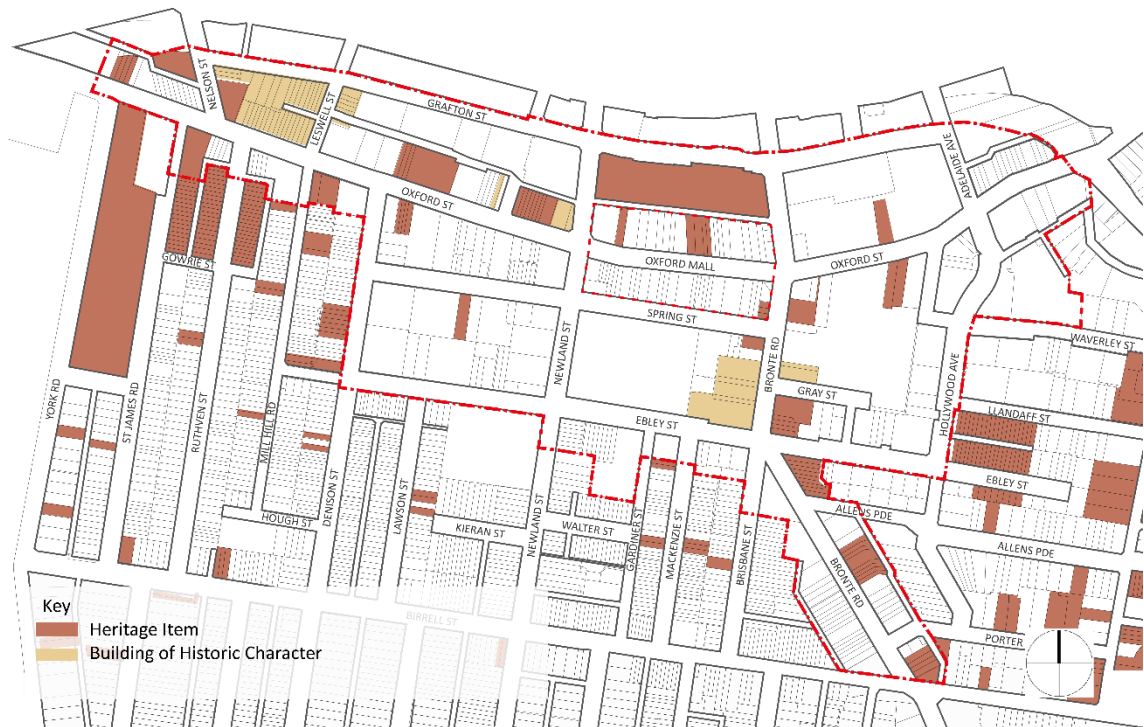 NELSON ST
LESWELL ST
GRAFTON ST
ADELAIDE AVE
OXFORD ST
OXFORD MALL
OXFORD ST
GOWRIE ST
SPRING ST
NEWLAND ST
BRONTE RD
WAVERLEY ST
HOLLYWOOD AVE
GRAY ST
LLANDAFF ST
YORK RD
ST JAMES RD
RUTHVEN ST
MILL HILL RD
EBLEY ST
EBLEY ST
DENISON ST
LAWSON ST
ALLENS PDE
HOUGH ST
KIERAN ST
NEWLAND ST
WALTER ST
GARDINER ST
MACKENZIE ST
BRISBANE ST
BRONTE RD
ALLENS PDE
BIRRELL ST
PORTER
Key
Heritage Item
Building of Historic Character